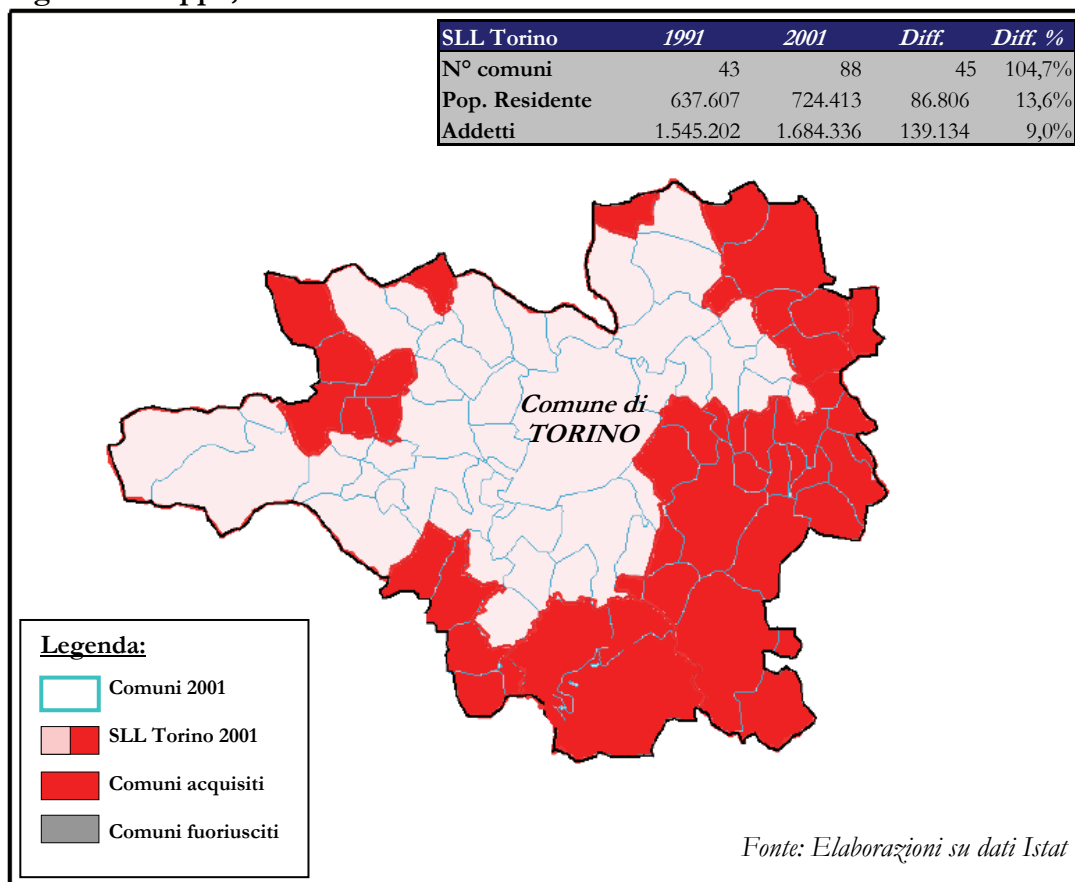 SLL Torino 1991 2001 Diff. Diff. %
N° comuni 43 88 45 104,7%
Pop. Residente 637.607 724.413 86.806 13,6%
Addetti 1.545.202 1.684.336 139.134 9,0%
Comune di
TORINO
Legenda:
Comuni 2001
SLL Torino 2001
Comuni acquisiti
Comuni fuoriusciti
Fonte: Elaborazioni su dati Istat